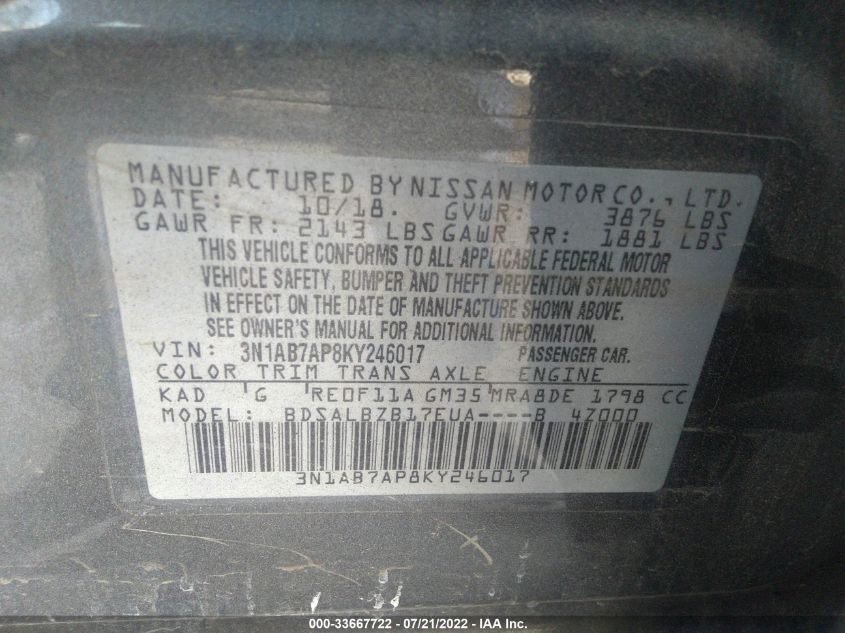 MANUFACTURED BY NISSAN MOTOR CO., LTD.
DATE: 10/18. GVWR: 3876 LBS
GAWR FR: 2143 LBS GAWR RR: 1881 LBS
THIS VEHICLE CONFORMS TO ALL APPLICABLE FEDERAL MOTOR
VEHICLE SAFETY, BUMPER AND THEFT PREVENTION STANDARDS
IN EFFECT ON THE DATE OF MANUFACTURE SHOWN ABOVE.
SEE OWNER'S MANUAL FOR ADDITIONAL INFORMATION.
VIN: 3N1AB7AP8KY246017 PASSENGER CAR.
COLOR TRIM TRANS AXLE ENGINE
KAD G RE0F11A GM35 MRA8DE 1798 CC
MODEL: BDSALBZB17EUA----B 4Z000
3N1AB7AP8KY246017
000-33667722 - 07/21/2022 - IAA Inc.